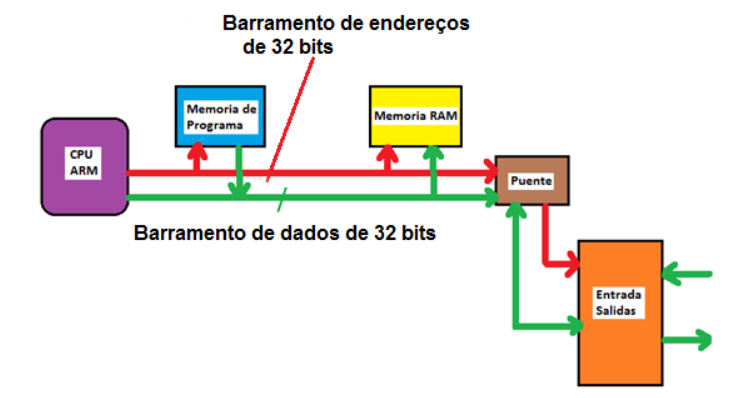 Barramento de endereços
de 32 bits
Memoria de
Programa
Memoria RAM
CPU
ARM
Puente
Barramento de dados de 32 bits
Entrada
Salidas